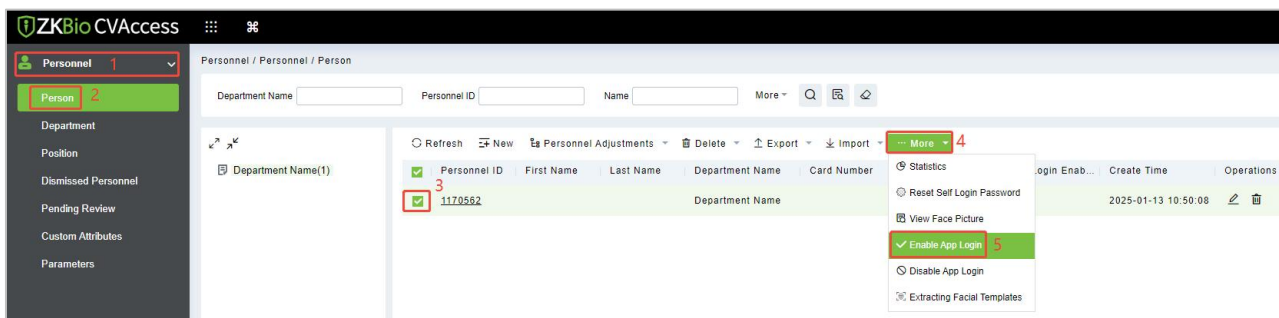 ZKBio CVAccess
Personnel 1
Person 2
Department
Position
Dismissed Personnel
Pending Review
Custom Attributes
Parameters
Personnel / Personnel / Person
Department Name Personnel ID Name More
Department Name(1)
Refresh New Personnel Adjustments Delete Export Import ··· More 4
Personnel ID First Name Last Name Department Name Card Number ogin Enab... Create Time Operations
3
1170562 Department Name 2025-01-13 10:50:08
Statistics
Reset Self Login Password
View Face Picture
Enable App Login 5
Disable App Login
Extracting Facial Templates